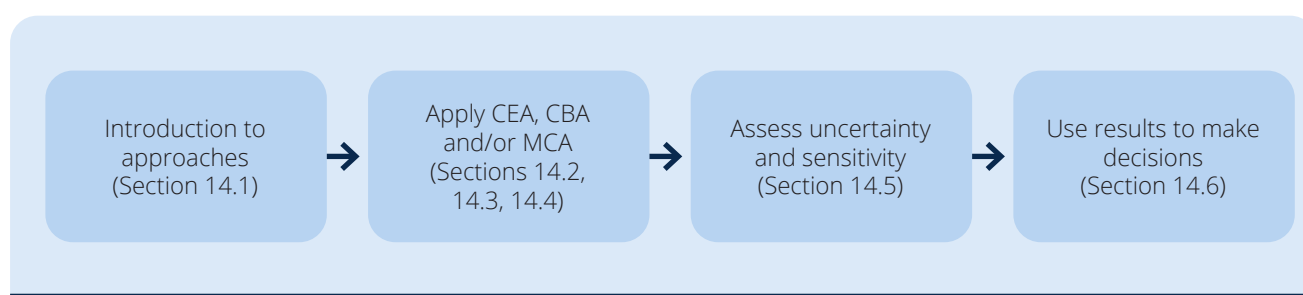 Introduction to
approaches
(Section 14.1)
Apply CEA, CBA
and/or MCA
(Sections 14.2,
14.3, 14.4)
Assess uncertainty
and sensitivity
(Section 14.5)
Use results to make
decisions
(Section 14.6)